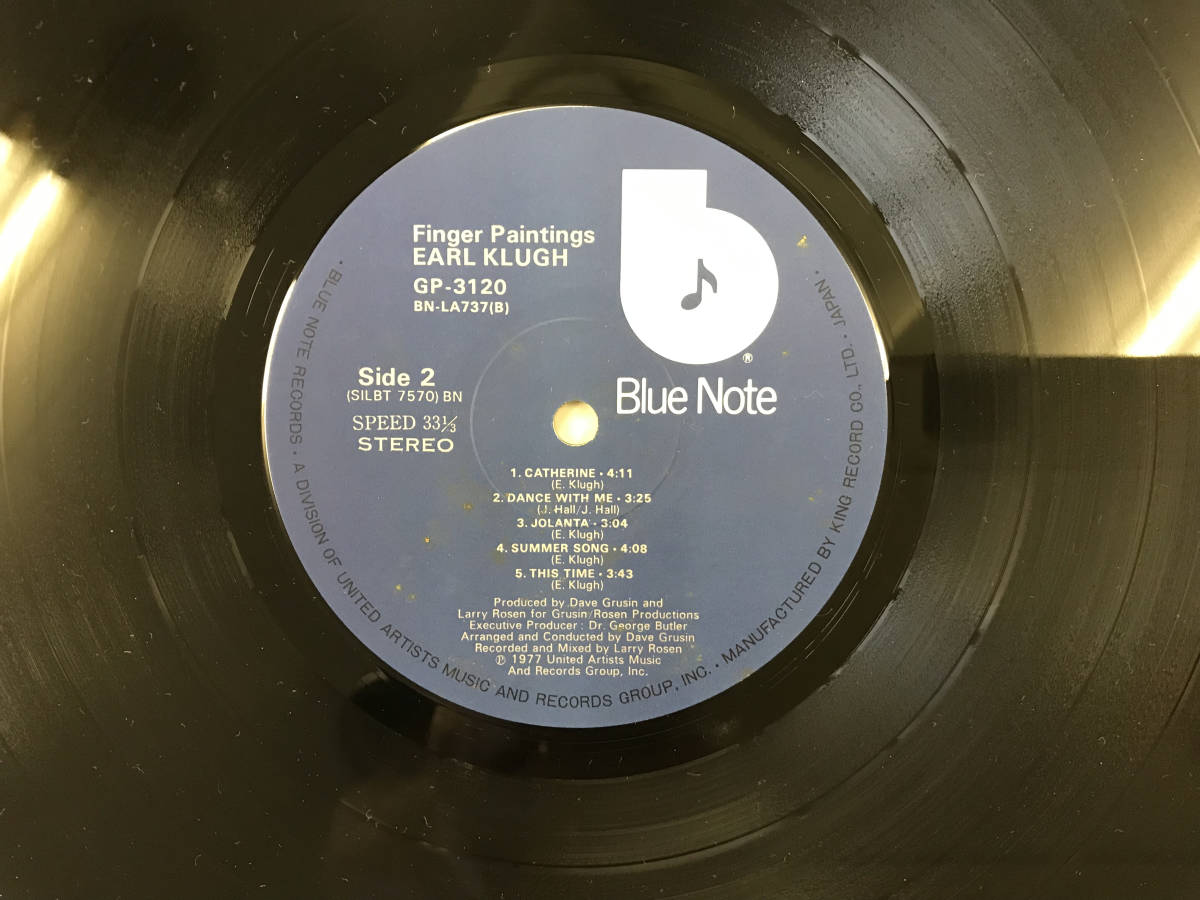 Finger Paintings
EARL KLUGH
GP-3120
BN-LA737(B)
Side 2
(SILBT 7570) BN
SPEED 33⅓
STEREO
®
Blue Note
1. CATHERINE • 4:11
(E. Klugh)
2. DANCE WITH ME • 3:25
(J. Hall/J. Hall)
3. JOLANTA • 3:04
(E. Klugh)
4. SUMMER SONG • 4:08
(E. Klugh)
5. THIS TIME • 3:43
(E. Klugh)
Produced by Dave Grusin and
Larry Rosen for Grusin/Rosen Productions
Executive Producer : Dr. George Butler
Arranged and Conducted by Dave Grusin
Recorded and Mixed by Larry Rosen
℗ 1977 United Artists Music
And Records Group, Inc.
• BLUE NOTE RECORDS • A DIVISION OF UNITED ARTISTS MUSIC AND RECORDS GROUP, INC. • MANUFACTURED BY KING RECORD CO., LTD. • JAPAN •